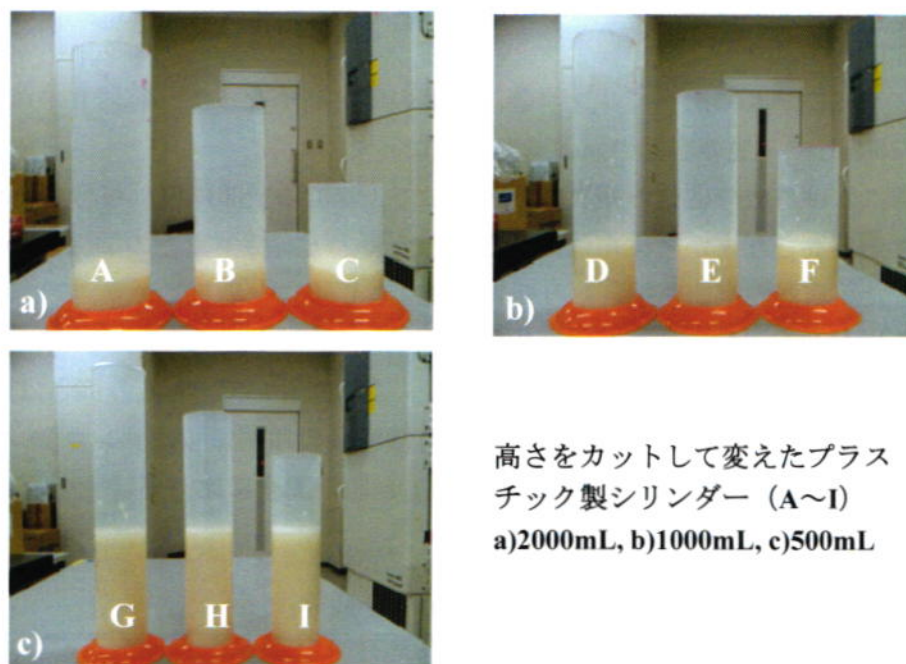 A B C
a)
D E F
b)
G H I
c)
高さをカットして変えたプラス
チック製シリンダー（A～I）
a)2000mL, b)1000mL, c)500mL